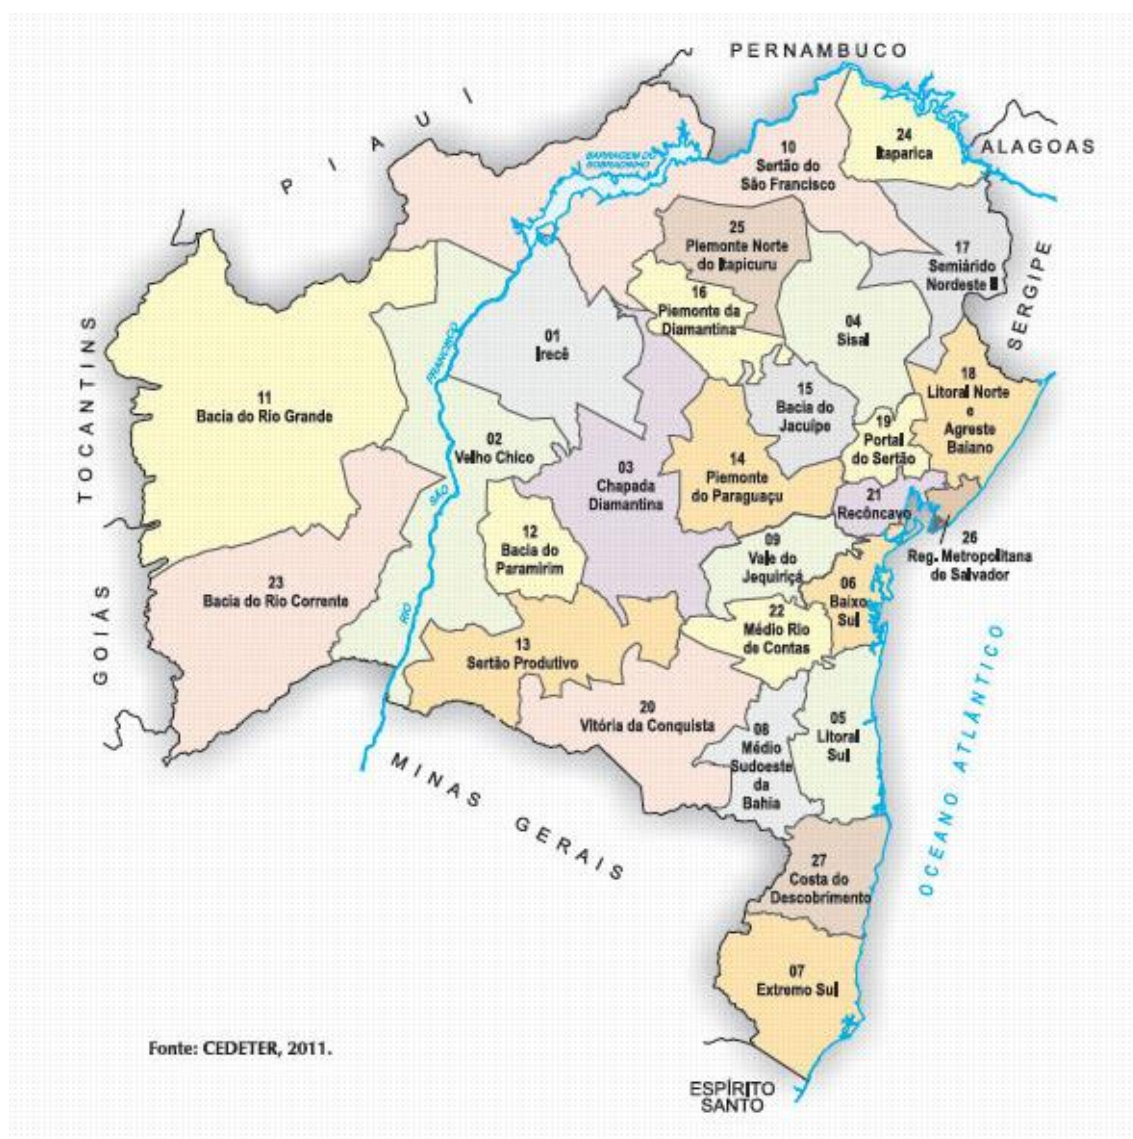 PERNAMBUCO
PIAUI
ALAGOAS
SERGIPE
TOCANTINS
GOIÁS
BARRAGEM DO
SOBRADINHO
24
Itaparica
10
Sertão do
São Francisco
25
Piemonte Norte
do Itapicuru
17
Semiárido
Nordeste II
16
Piemonte da
Diamantina
04
Sisal
01
Irecê
RIO
SÃO
FRANCISCO
11
Bacia do Rio Grande
15
Bacia do
Jacuípe
18
Litoral Norte
e
Agreste
Baiano
19
Portal
do Sertão
02
Velho Chico
03
Chapada
Diamantina
14
Piemonte
do Paraguaçu
21
Recôncavo
26
Reg. Metropolitana
de Salvador
12
Bacia do
Paramirim
09
Vale do
Jequiriçá
23
Bacia do Rio Corrente
06
Baixo
Sul
22
Médio Rio
de Contas
13
Sertão Produtivo
20
Vitória da Conquista
08
Médio
Sudoeste
da
Bahia
05
Litoral
Sul
OCEANO ATLÂNTICO
MINAS GERAIS
27
Costa do
Descobrimento
07
Extremo Sul
Fonte: CEDETER, 2011.
ESPÍRITO
SANTO